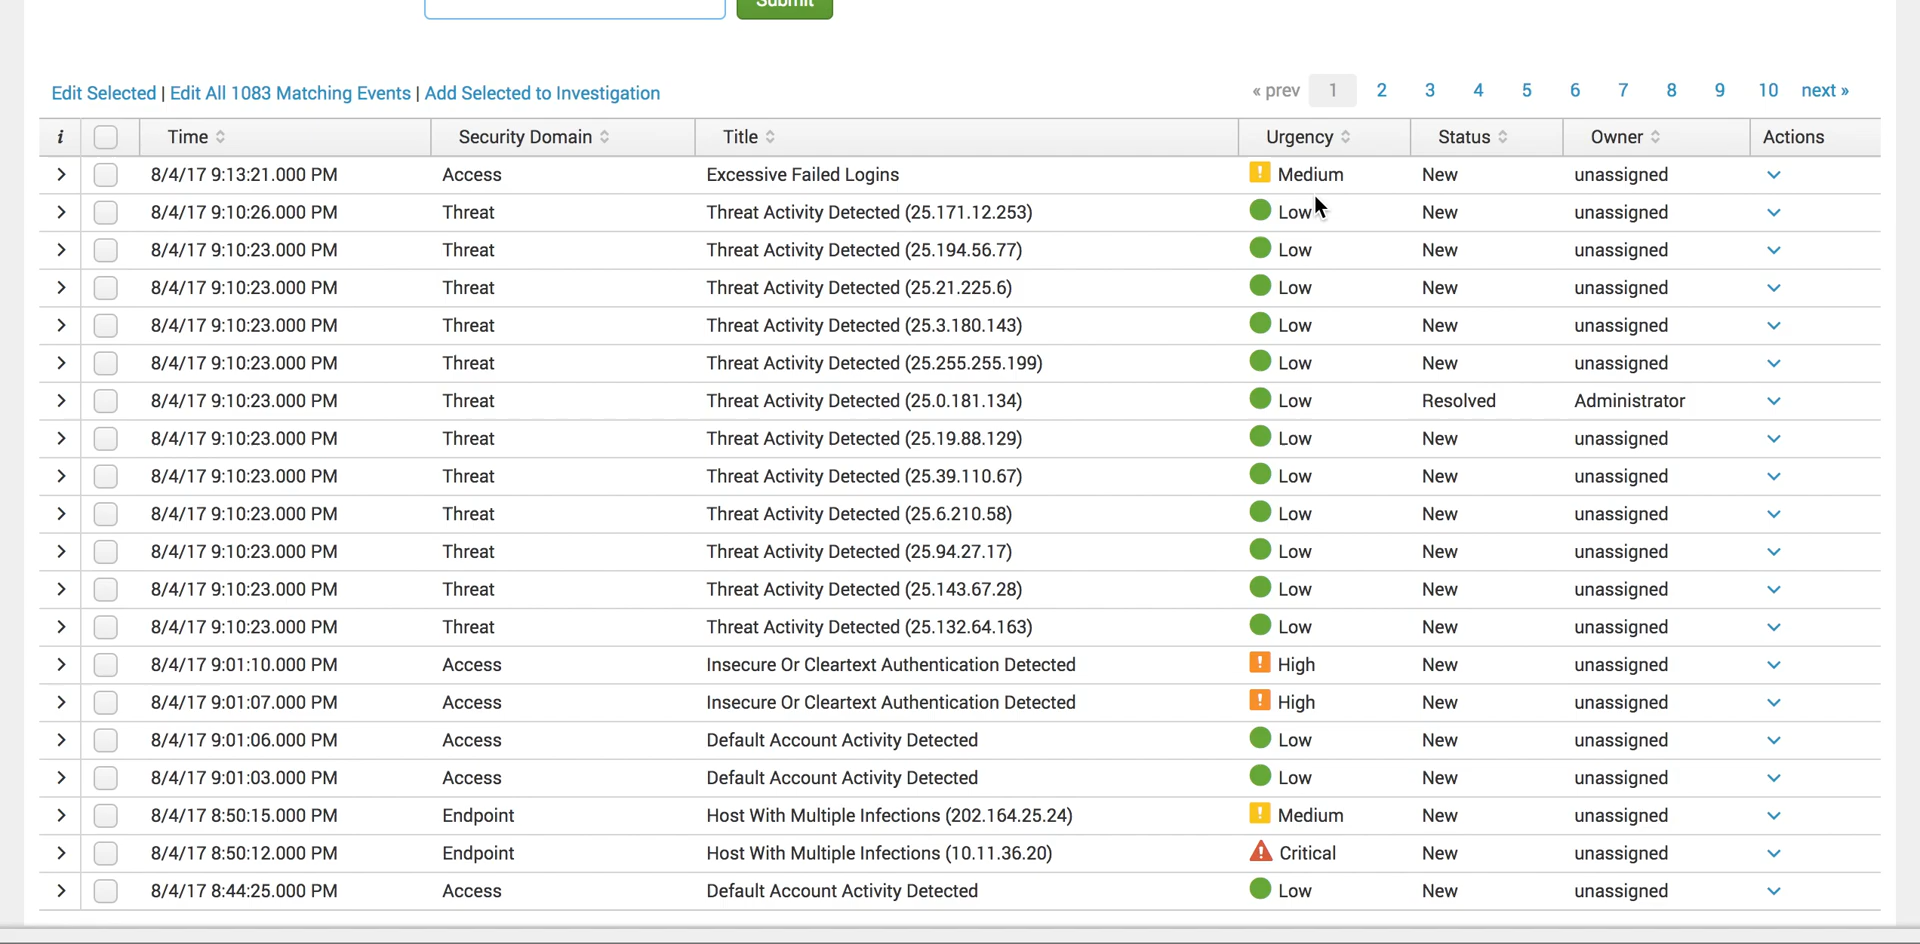 Submit
Edit Selected | Edit All 1083 Matching Events | Add Selected to Investigation
« prev 1 2 3 4 5 6 7 8 9 10 next »
i Time Security Domain Title Urgency Status Owner Actions
8/4/17 9:13:21.000 PM Access Excessive Failed Logins Medium New unassigned
8/4/17 9:10:26.000 PM Threat Threat Activity Detected (25.171.12.253) Low New unassigned
8/4/17 9:10:23.000 PM Threat Threat Activity Detected (25.194.56.77) Low New unassigned
8/4/17 9:10:23.000 PM Threat Threat Activity Detected (25.21.225.6) Low New unassigned
8/4/17 9:10:23.000 PM Threat Threat Activity Detected (25.3.180.143) Low New unassigned
8/4/17 9:10:23.000 PM Threat Threat Activity Detected (25.255.255.199) Low New unassigned
8/4/17 9:10:23.000 PM Threat Threat Activity Detected (25.0.181.134) Low Resolved Administrator
8/4/17 9:10:23.000 PM Threat Threat Activity Detected (25.19.88.129) Low New unassigned
8/4/17 9:10:23.000 PM Threat Threat Activity Detected (25.39.110.67) Low New unassigned
8/4/17 9:10:23.000 PM Threat Threat Activity Detected (25.6.210.58) Low New unassigned
8/4/17 9:10:23.000 PM Threat Threat Activity Detected (25.94.27.17) Low New unassigned
8/4/17 9:10:23.000 PM Threat Threat Activity Detected (25.143.67.28) Low New unassigned
8/4/17 9:10:23.000 PM Threat Threat Activity Detected (25.132.64.163) Low New unassigned
8/4/17 9:01:10.000 PM Access Insecure Or Cleartext Authentication Detected High New unassigned
8/4/17 9:01:07.000 PM Access Insecure Or Cleartext Authentication Detected High New unassigned
8/4/17 9:01:06.000 PM Access Default Account Activity Detected Low New unassigned
8/4/17 9:01:03.000 PM Access Default Account Activity Detected Low New unassigned
8/4/17 8:50:15.000 PM Endpoint Host With Multiple Infections (202.164.25.24) Medium New unassigned
8/4/17 8:50:12.000 PM Endpoint Host With Multiple Infections (10.11.36.20) Critical New unassigned
8/4/17 8:44:25.000 PM Access Default Account Activity Detected Low New unassigned